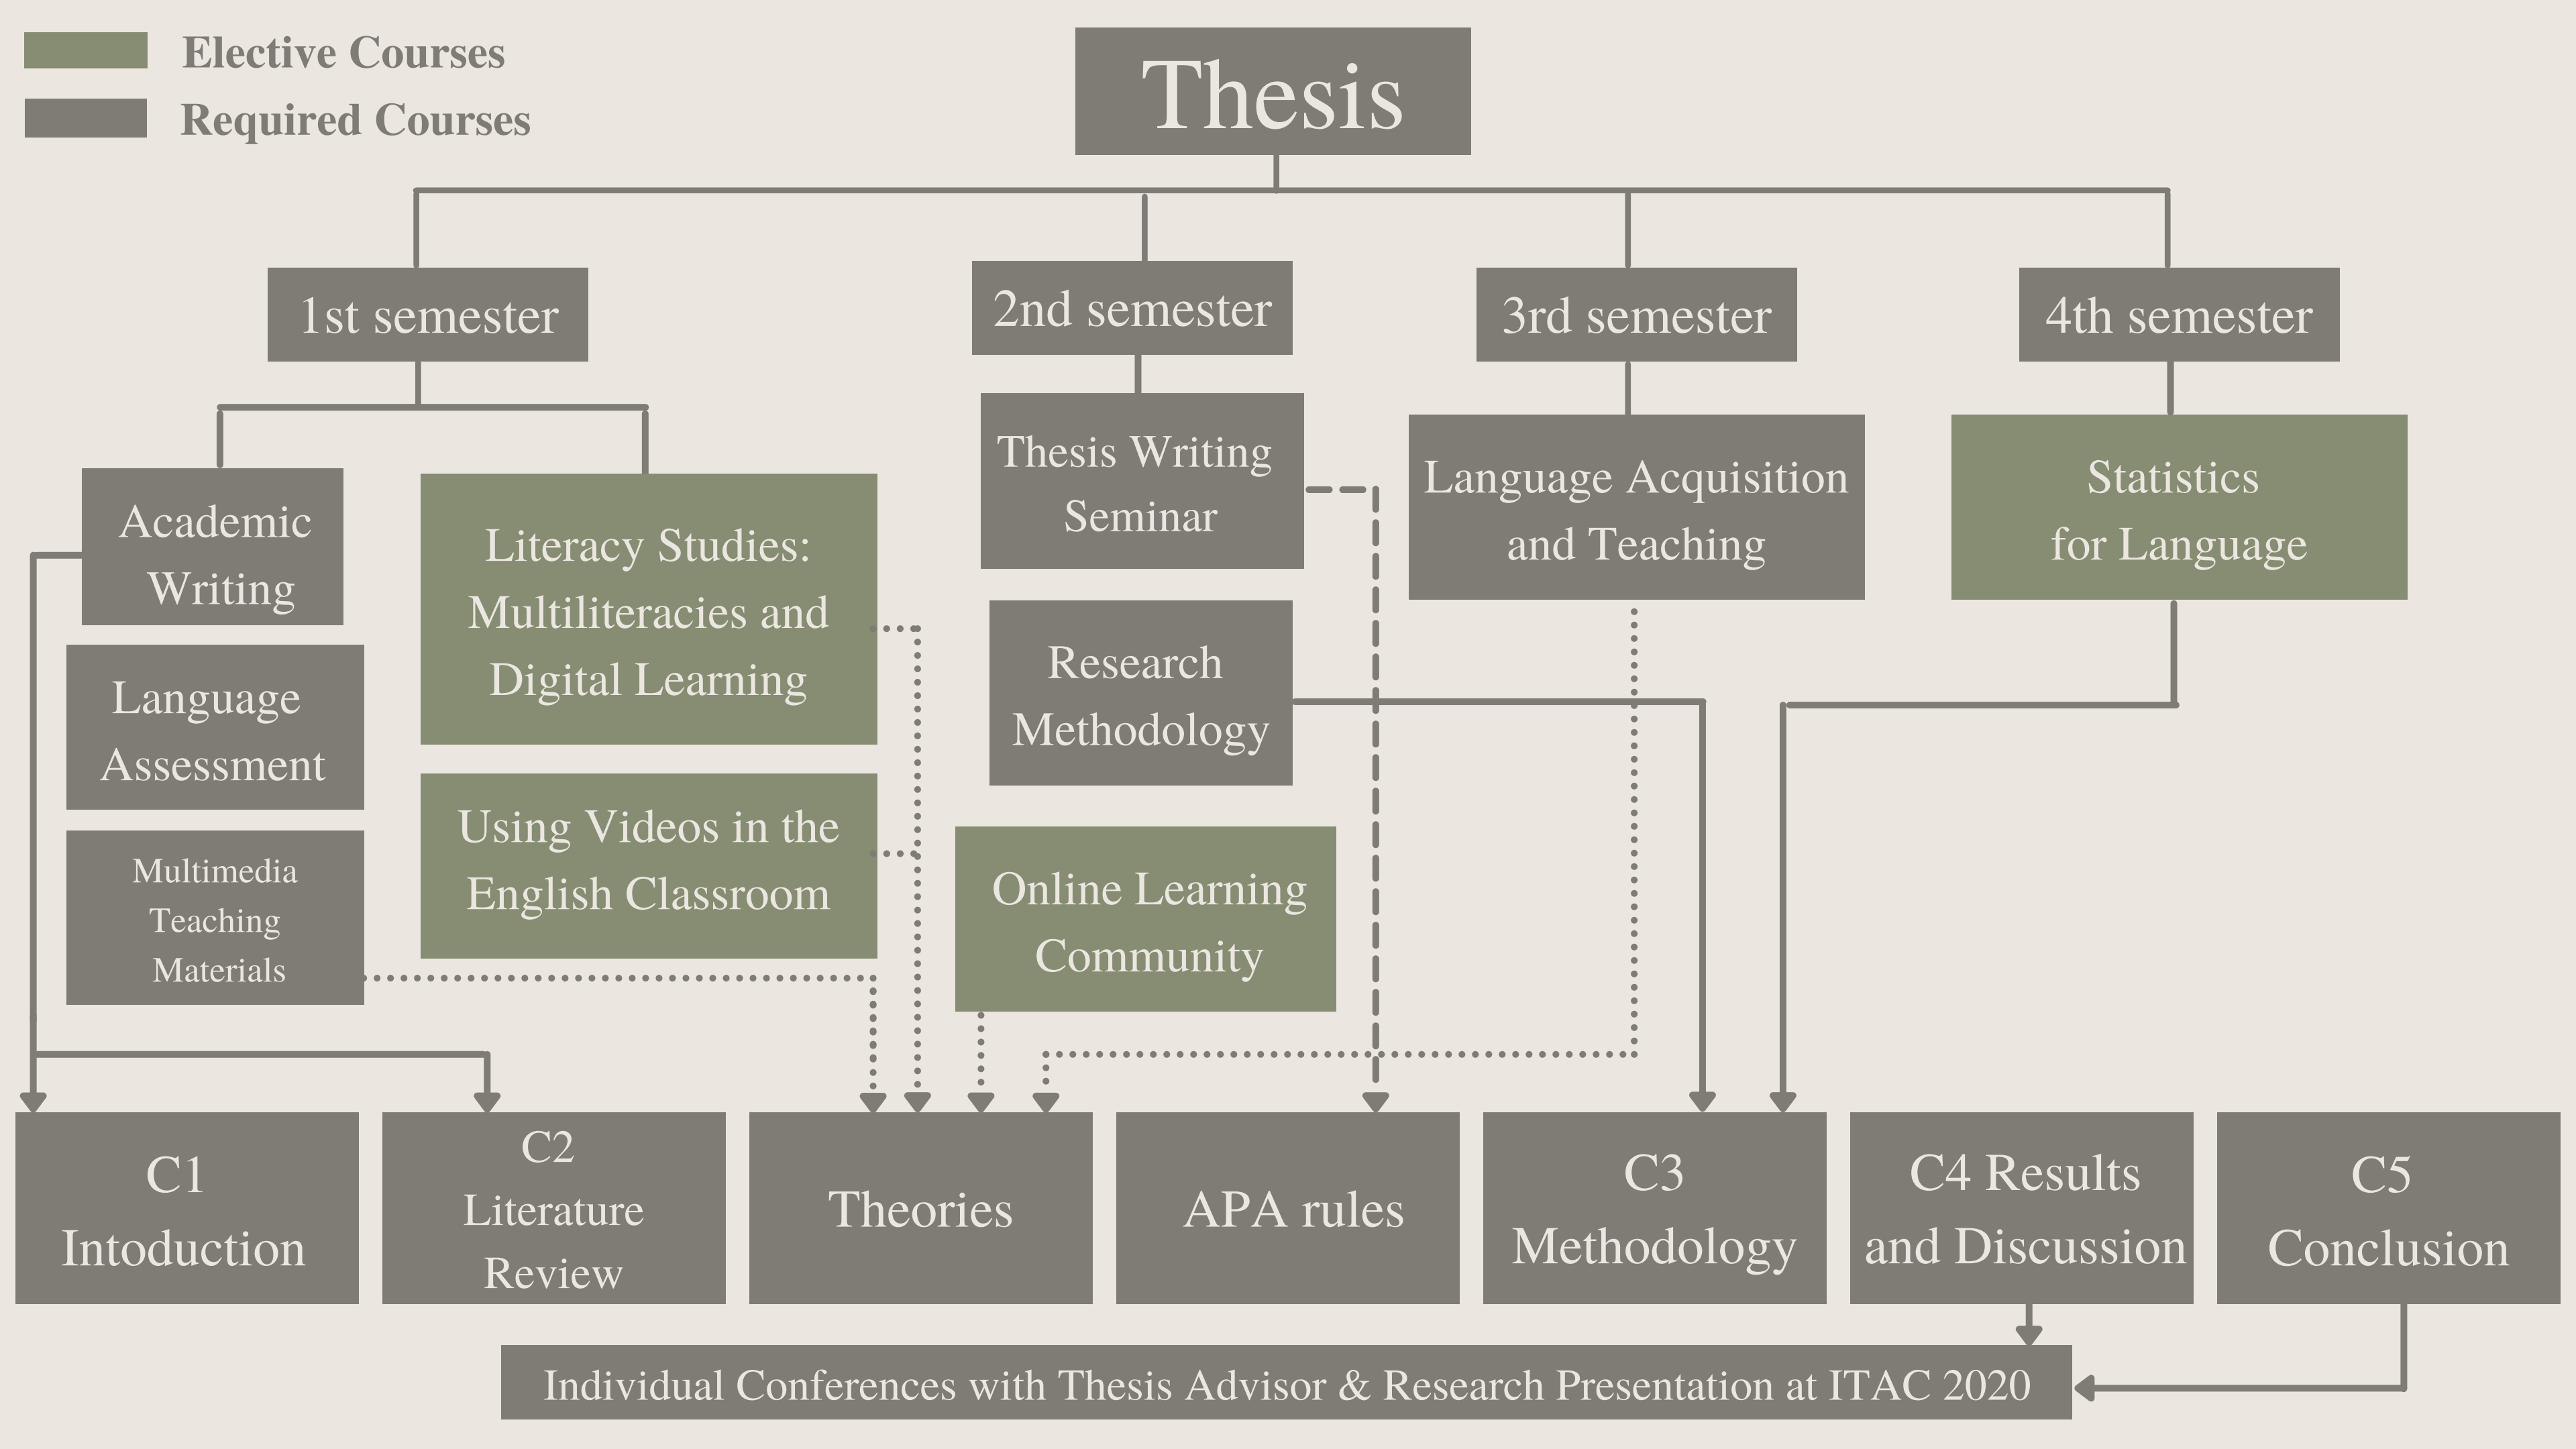 Elective Courses
Required Courses
Thesis
1st semester
2nd semester
3rd semester
4th semester
Academic
Writing
Language
Assessment
Multimedia
Teaching
Materials
Literacy Studies:
Multiliteracies and
Digital Learning
Using Videos in the
English Classroom
Thesis Writing
Seminar
Research
Methodology
Online Learning
Community
Language Acquisition
and Teaching
Statistics
for Language
C1
Intoduction
C2
Literature
Review
Theories
APA rules
C3
Methodology
C4 Results
and Discussion
C5
Conclusion
Individual Conferences with Thesis Advisor & Research Presentation at ITAC 2020